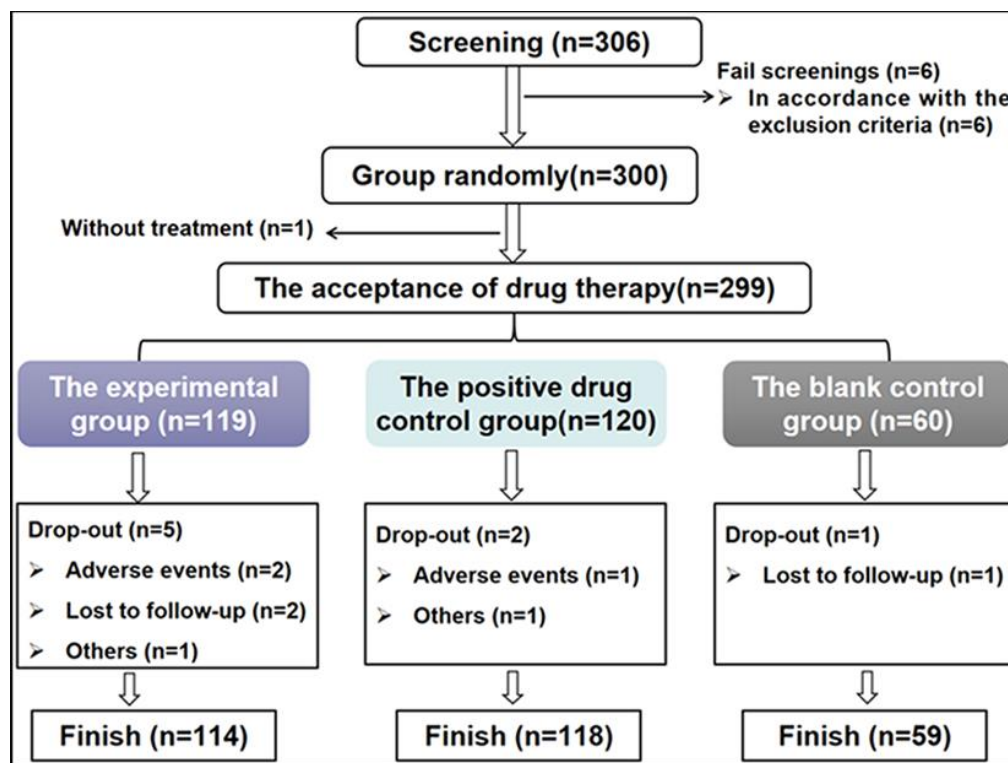 Screening (n=306)
Fail screenings (n=6)
➢ In accordance with the
exclusion criteria (n=6)
Group randomly(n=300)
Without treatment (n=1)
The acceptance of drug therapy(n=299)
The experimental
group (n=119)
The positive drug
control group(n=120)
The blank control
group (n=60)
Drop-out (n=5)
➢ Adverse events (n=2)
➢ Lost to follow-up (n=2)
➢ Others (n=1)
Drop-out (n=2)
➢ Adverse events (n=1)
➢ Others (n=1)
Drop-out (n=1)
➢ Lost to follow-up (n=1)
Finish (n=114)
Finish (n=118)
Finish (n=59)